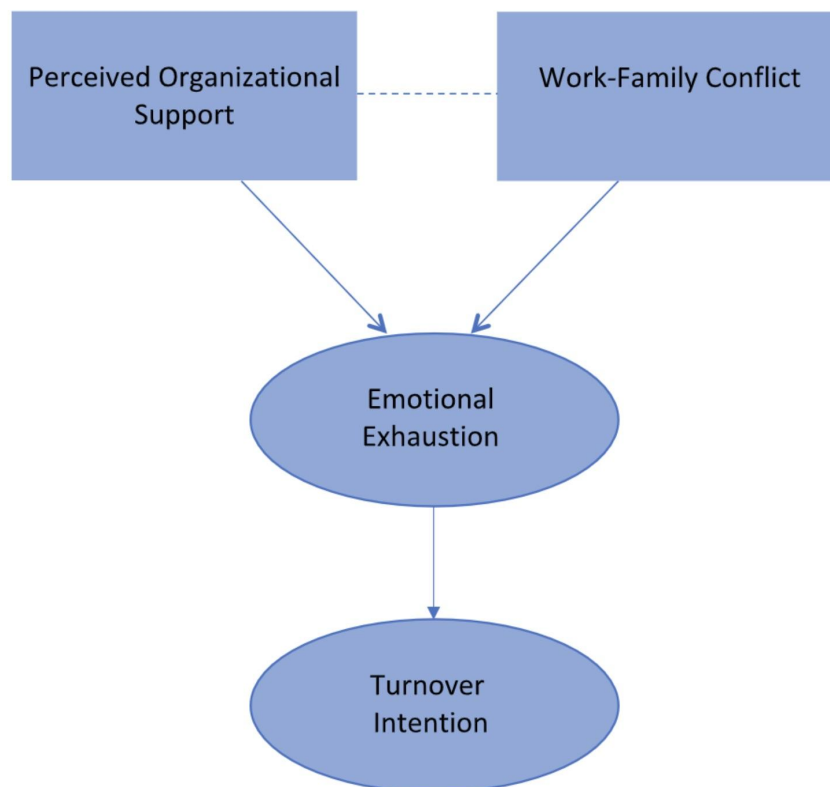 Perceived Organizational
Support
Work-Family Conflict
Emotional
Exhaustion
Turnover
Intention